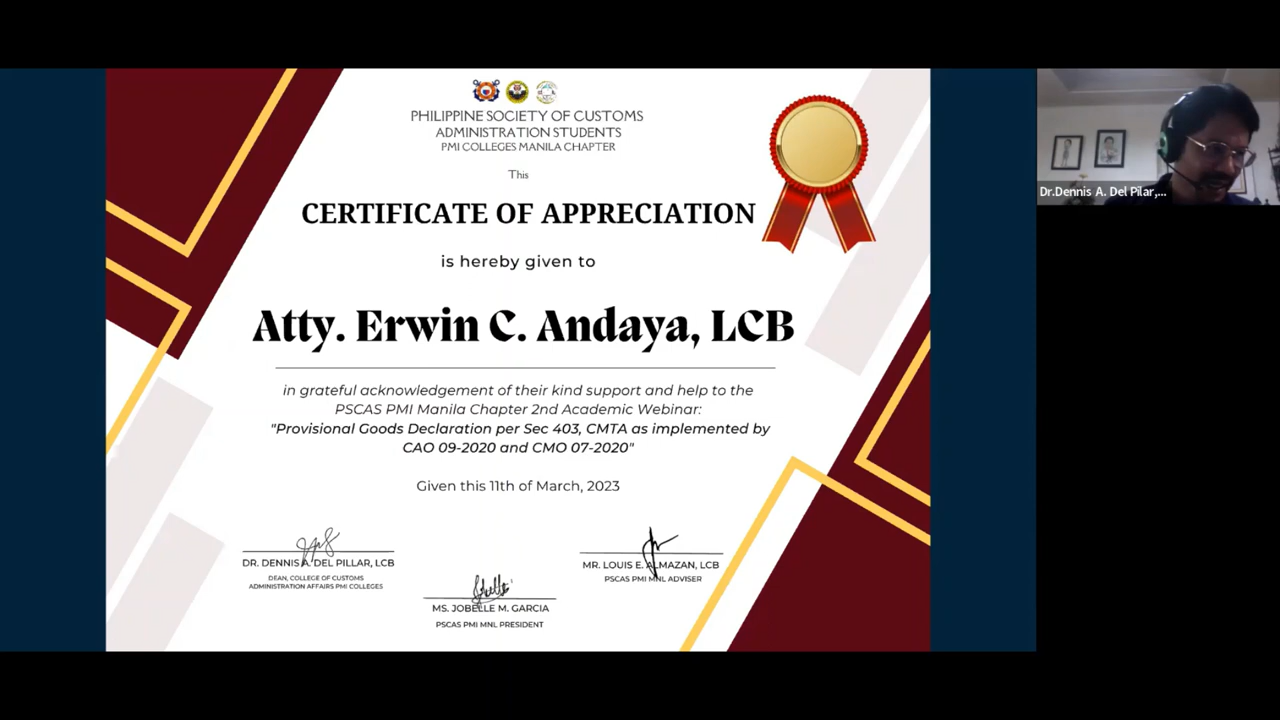 PHILIPPINE SOCIETY OF CUSTOMS
ADMINISTRATION STUDENTS
PMI COLLEGES MANILA CHAPTER
This
CERTIFICATE OF APPRECIATION
is hereby given to
Atty. Erwin C. Andaya, LCB
in grateful acknowledgement of their kind support and help to the
PSCAS PMI Manila Chapter 2nd Academic Webinar:
"Provisional Goods Declaration per Sec 403, CMTA as implemented by
CAO 09-2020 and CMO 07-2020"
Given this 11th of March, 2023
DR. DENNIS A. DEL PILLAR, LCB
DEAN, COLLEGE OF CUSTOMS
ADMINISTRATION AFFAIRS PMI COLLEGES
MS. JOBELLE M. GARCIA
PSCAS PMI MNL PRESIDENT
MR. LOUIS E. ALMAZAN, LCB
PSCAS PMI MNL ADVISER
Dr.Dennis A. Del Pilar,...